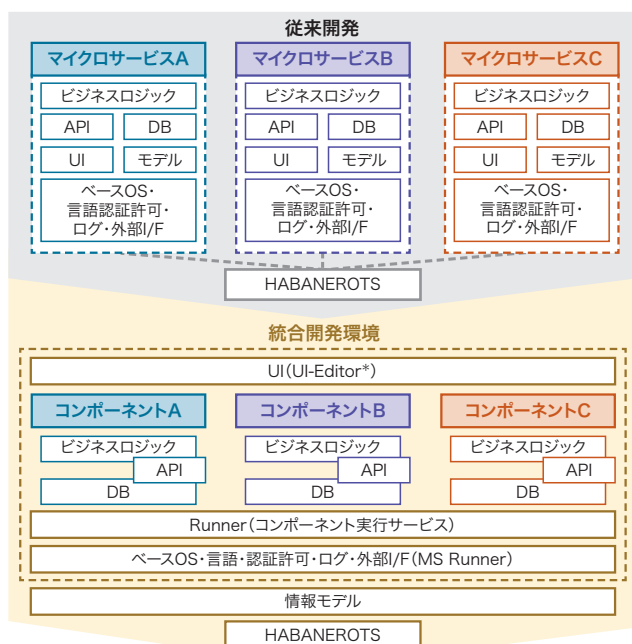 従来開発
マイクロサービスA
マイクロサービスB
マイクロサービスC
ビジネスロジック
ビジネスロジック
ビジネスロジック
API
DB
API
DB
API
DB
UI
モデル
UI
モデル
UI
モデル
ベースOS・
言語認証許可・
ログ・外部I/F
ベースOS・
言語認証許可・
ログ・外部I/F
ベースOS・
言語認証許可・
ログ・外部I/F
HABANEROTS
統合開発環境
UI(UI-Editor*)
コンポーネントA
コンポーネントB
コンポーネントC
ビジネスロジック
ビジネスロジック
ビジネスロジック
API
API
API
DB
DB
DB
Runner(コンポーネント実行サービス)
ベースOS・言語・認証許可・ログ・外部I/F(MS Runner)
情報モデル
HABANEROTS